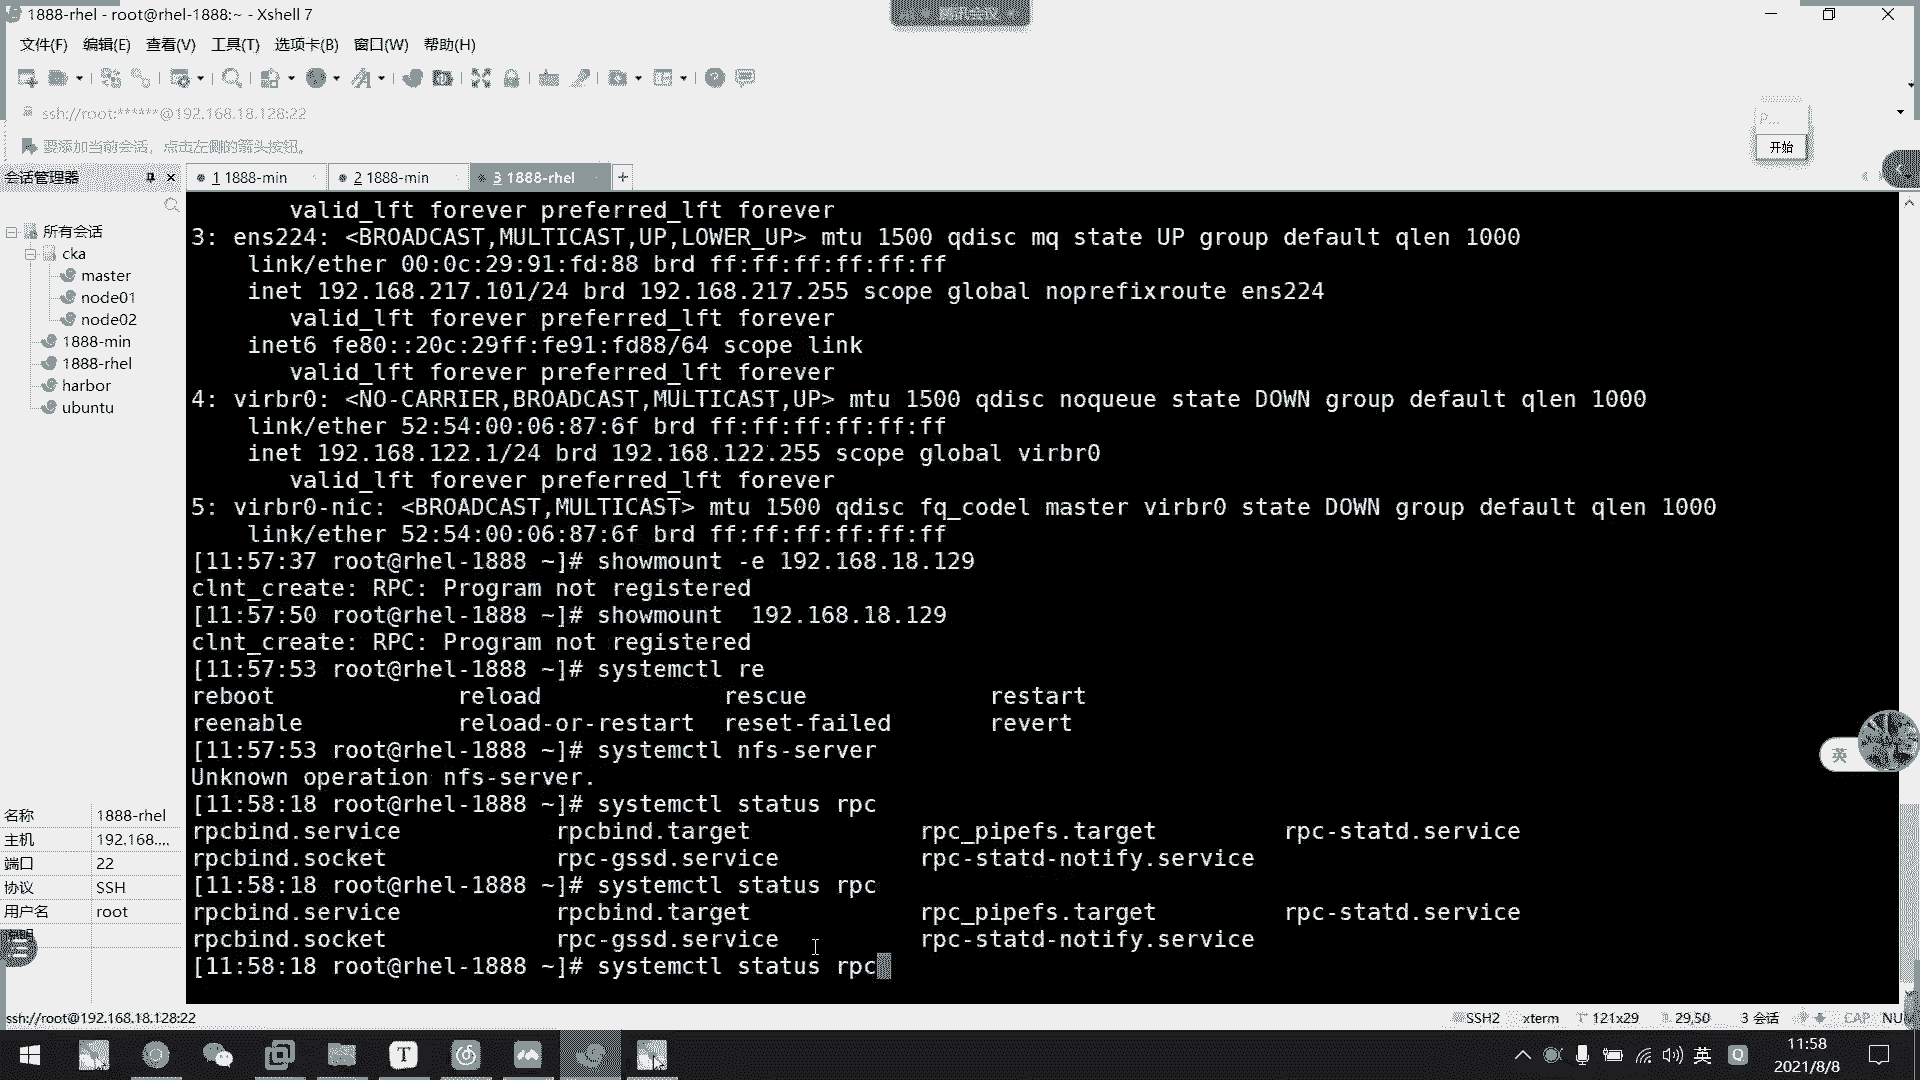 1888-rhel - root@rhel-1888:~ - Xshell 7
腾讯会议
文件(F) 编辑(E) 查看(V) 工具(T) 选项卡(B) 窗口(W) 帮助(H)
ssh://root:******@192.168.18.128:22
P...
要添加当前会话，点击左侧的箭头按钮。
开始
会话管理器
1 1888-min
2 1888-min
3 1888-rhel
所有会话
cka
master
node01
node02
1888-min
1888-rhel
harbor
ubuntu
valid_lft forever preferred_lft forever
3: ens224: <BROADCAST,MULTICAST,UP,LOWER_UP> mtu 1500 qdisc mq state UP group default qlen 1000
link/ether 00:0c:29:91:fd:88 brd ff:ff:ff:ff:ff:ff
inet 192.168.217.101/24 brd 192.168.217.255 scope global noprefixroute ens224
valid_lft forever preferred_lft forever
inet6 fe80::20c:29ff:fe91:fd88/64 scope link
valid_lft forever preferred_lft forever
4: virbr0: <NO-CARRIER,BROADCAST,MULTICAST,UP> mtu 1500 qdisc noqueue state DOWN group default qlen 1000
link/ether 52:54:00:06:87:6f brd ff:ff:ff:ff:ff:ff
inet 192.168.122.1/24 brd 192.168.122.255 scope global virbr0
valid_lft forever preferred_lft forever
5: virbr0-nic: <BROADCAST,MULTICAST> mtu 1500 qdisc fq_codel master virbr0 state DOWN group default qlen 1000
link/ether 52:54:00:06:87:6f brd ff:ff:ff:ff:ff:ff
[11:57:37 root@rhel-1888 ~]# showmount -e 192.168.18.129
clnt_create: RPC: Program not registered
[11:57:50 root@rhel-1888 ~]# showmount  192.168.18.129
clnt_create: RPC: Program not registered
[11:57:53 root@rhel-1888 ~]# systemctl re
reboot reload rescue restart
reenable reload-or-restart reset-failed revert
[11:57:53 root@rhel-1888 ~]# systemctl nfs-server
Unknown operation nfs-server.
[11:58:18 root@rhel-1888 ~]# systemctl status rpc
rpcbind.service rpcbind.target rpc_pipefs.target rpc-statd.service
rpcbind.socket rpc-gssd.service rpc-statd-notify.service
[11:58:18 root@rhel-1888 ~]# systemctl status rpc
rpcbind.service rpcbind.target rpc_pipefs.target rpc-statd.service
rpcbind.socket rpc-gssd.service rpc-statd-notify.service
[11:58:18 root@rhel-1888 ~]# systemctl status rpc
英
名称 1888-rhel
主机 192.168....
端口 22
协议 SSH
用户名 root
说明
ssh://root@192.168.18.128:22
SSH2 xterm 121x29 29,50 3 会话 CAP NUM
英
11:58
2021/8/8